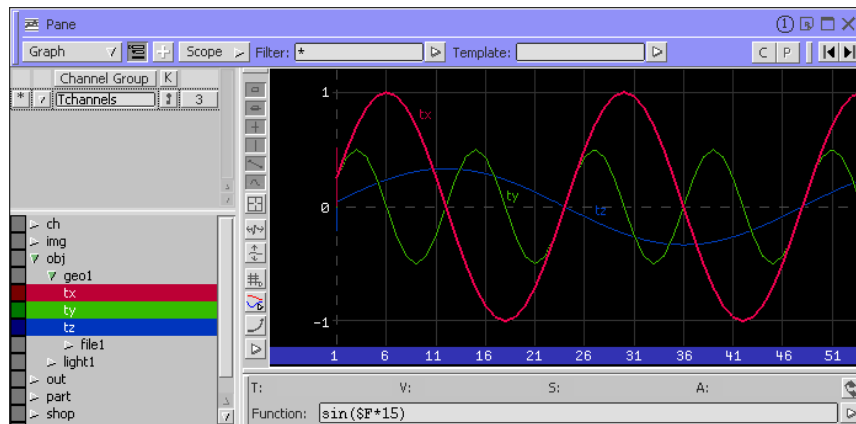 Pane 1
Graph Scope Filter: * Template: C P
Channel Group K
* Tchannels 3
ch
img
obj
geo1
tx
ty
tz
file1
light1
out
part
shop
1
tx
ty
tz
0
-1
1 6 11 16 21 26 31 36 41 46 51
T: V: S: A:
Function: sin($F*15)